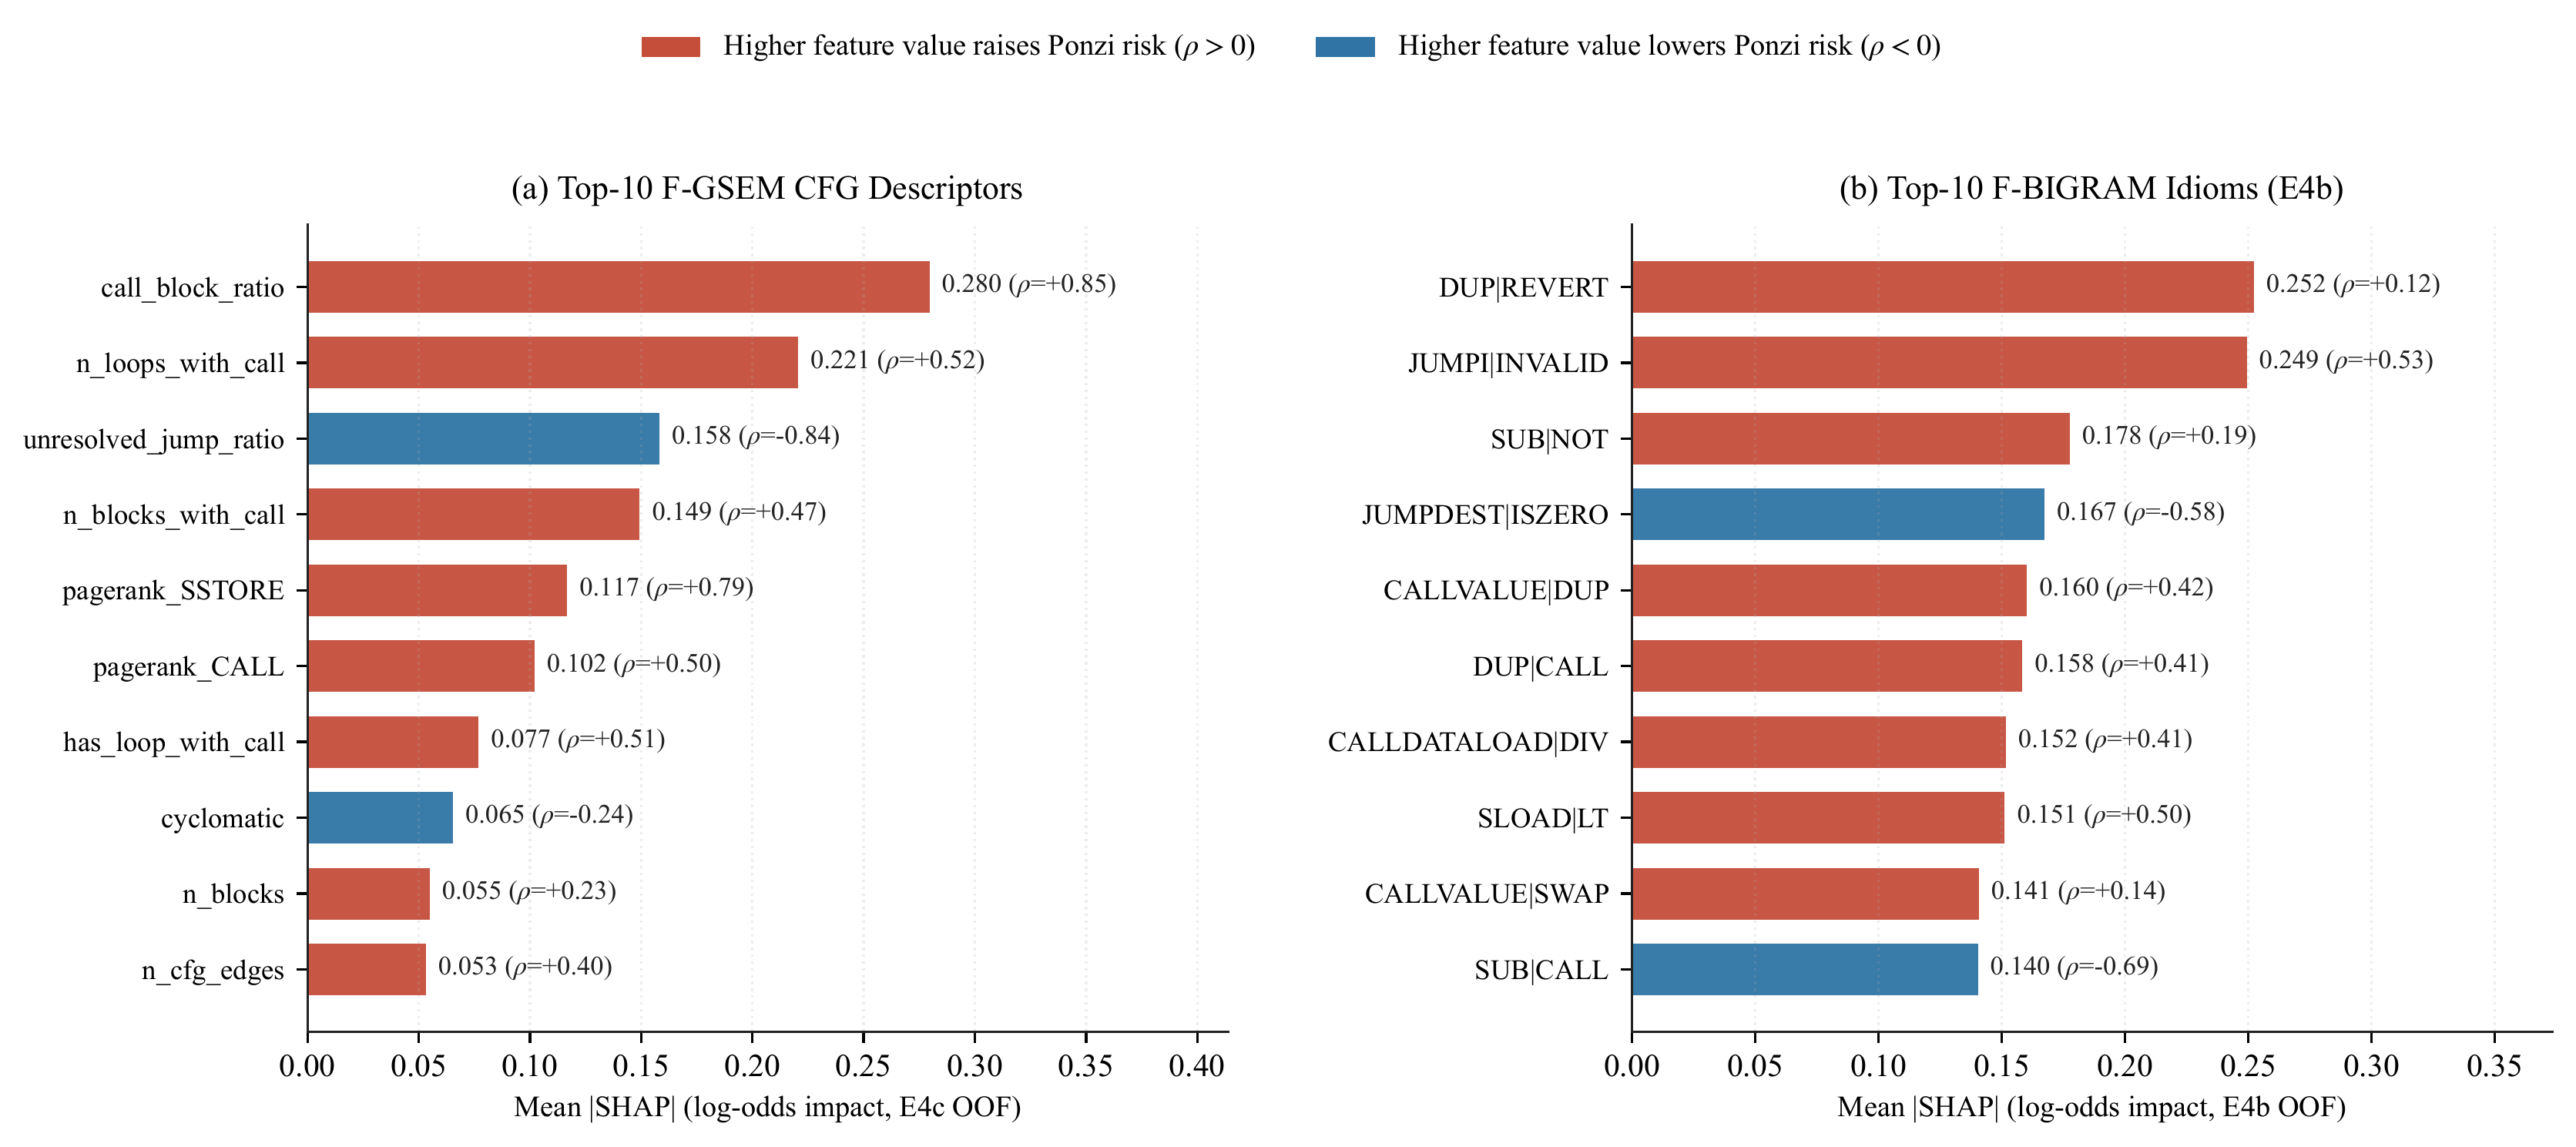 Higher feature value raises Ponzi risk (ρ > 0)
Higher feature value lowers Ponzi risk (ρ < 0)
(a) Top-10 F-GSEM CFG Descriptors
call_block_ratio 0.280 (ρ=+0.85)
n_loops_with_call 0.221 (ρ=+0.52)
unresolved_jump_ratio 0.158 (ρ=-0.84)
n_blocks_with_call 0.149 (ρ=+0.47)
pagerank_SSTORE 0.117 (ρ=+0.79)
pagerank_CALL 0.102 (ρ=+0.50)
has_loop_with_call 0.077 (ρ=+0.51)
cyclomatic 0.065 (ρ=-0.24)
n_blocks 0.055 (ρ=+0.23)
n_cfg_edges 0.053 (ρ=+0.40)
0.00 0.05 0.10 0.15 0.20 0.25 0.30 0.35 0.40
Mean |SHAP| (log-odds impact, E4c OOF)
(b) Top-10 F-BIGRAM Idioms (E4b)
DUP|REVERT 0.252 (ρ=+0.12)
JUMPI|INVALID 0.249 (ρ=+0.53)
SUB|NOT 0.178 (ρ=+0.19)
JUMPDEST|ISZERO 0.167 (ρ=-0.58)
CALLVALUE|DUP 0.160 (ρ=+0.42)
DUP|CALL 0.158 (ρ=+0.41)
CALLDATALOAD|DIV 0.152 (ρ=+0.41)
SLOAD|LT 0.151 (ρ=+0.50)
CALLVALUE|SWAP 0.141 (ρ=+0.14)
SUB|CALL 0.140 (ρ=-0.69)
0.00 0.05 0.10 0.15 0.20 0.25 0.30 0.35
Mean |SHAP| (log-odds impact, E4b OOF)